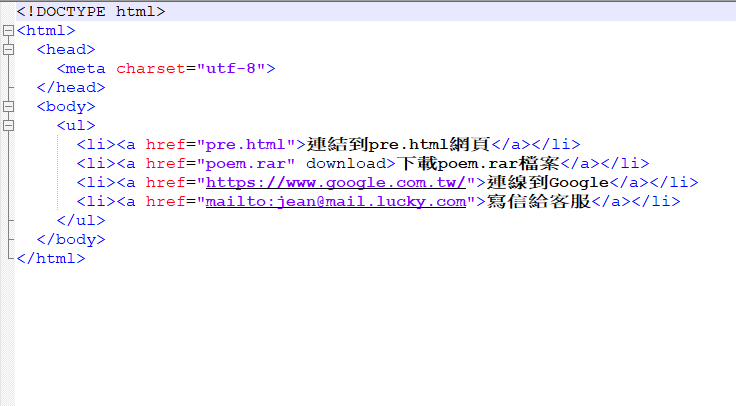 <!DOCTYPE html>
<html>
  <head>
    <meta charset="utf-8">
  </head>
  <body>
    <ul>
      <li><a href="pre.html">連結到pre.html網頁</a></li>
      <li><a href="poem.rar" download>下載poem.rar檔案</a></li>
      <li><a href="https://www.google.com.tw/">連線到Google</a></li>
      <li><a href="mailto:jean@mail.lucky.com">寫信給客服</a></li>
    </ul>
  </body>
</html>